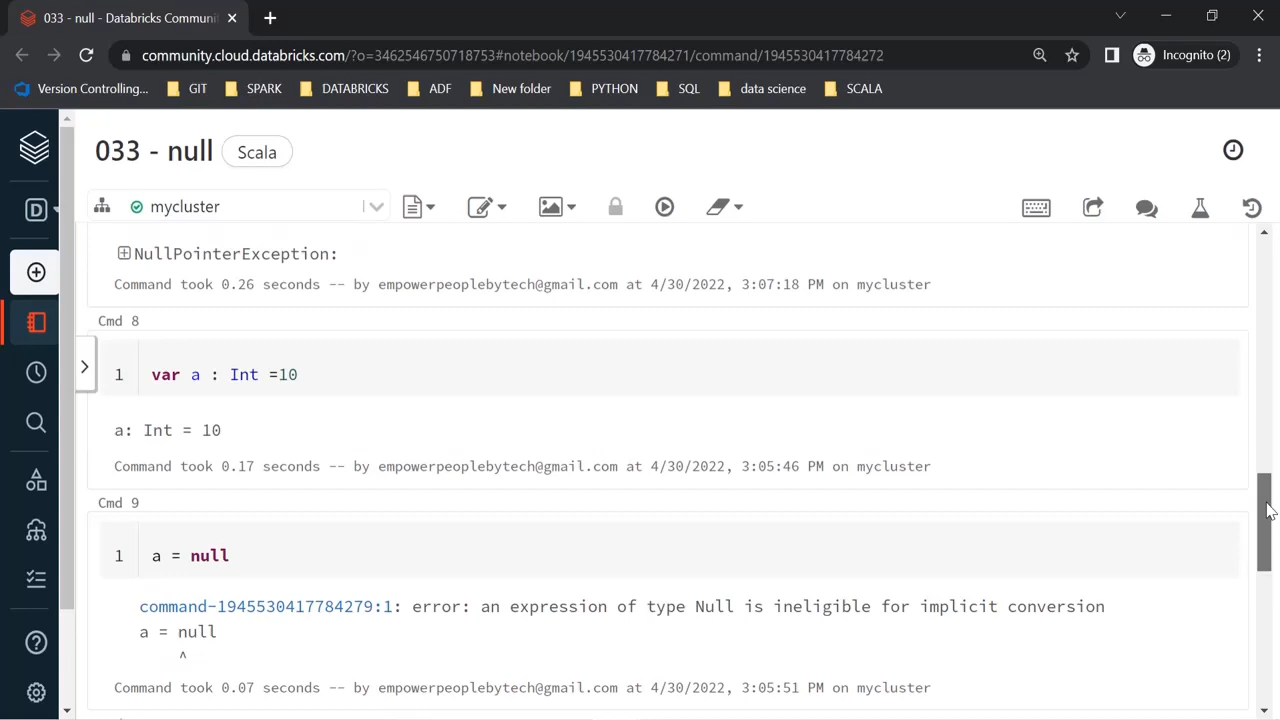 033 - null - Databricks Communi
community.cloud.databricks.com/?o=3462546750718753#notebook/1945530417784271/command/1945530417784272
Incognito (2)
Version Controlling...
GIT
SPARK
DATABRICKS
ADF
New folder
PYTHON
SQL
data science
SCALA
033 - null
Scala
D
mycluster
NullPointerException:
Command took 0.26 seconds -- by empowerpeoplebytech@gmail.com at 4/30/2022, 3:07:18 PM on mycluster
Cmd 8
1 var a : Int =10
a: Int = 10
Command took 0.17 seconds -- by empowerpeoplebytech@gmail.com at 4/30/2022, 3:05:46 PM on mycluster
Cmd 9
1 a = null
command-1945530417784279:1: error: an expression of type Null is ineligible for implicit conversion
a = null
^
Command took 0.07 seconds -- by empowerpeoplebytech@gmail.com at 4/30/2022, 3:05:51 PM on mycluster